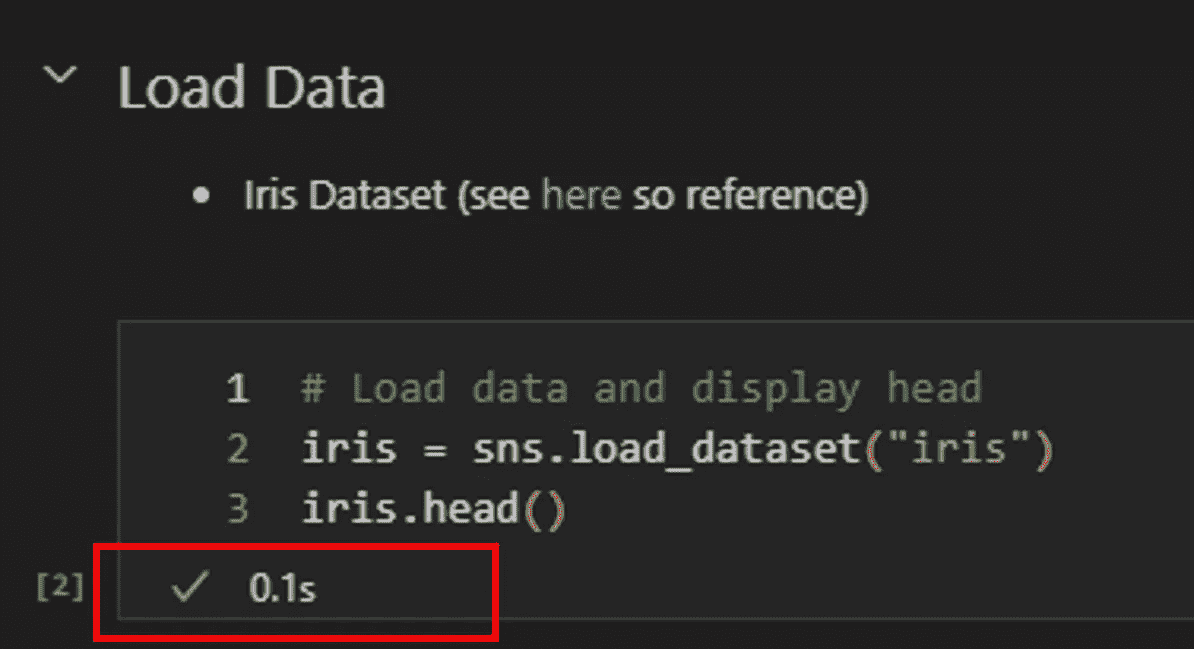 Load Data
• Iris Dataset (see here so reference)
1 # Load data and display head
2 iris = sns.load_dataset("iris")
3 iris.head()
[2] ✓ 0.1s